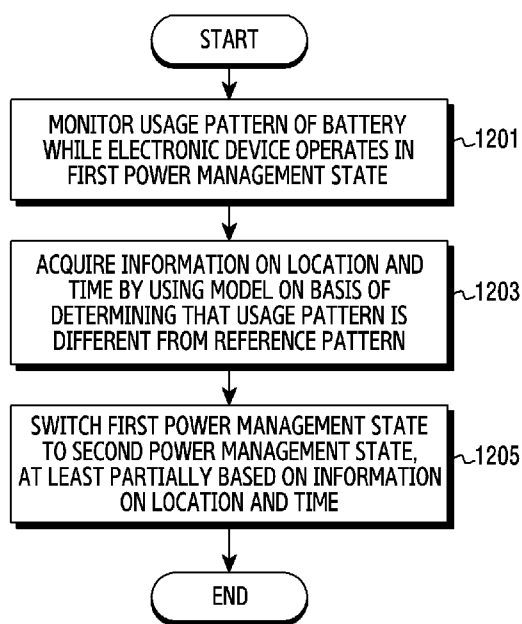 START
MONITOR USAGE PATTERN OF BATTERY
WHILE ELECTRONIC DEVICE OPERATES IN
FIRST POWER MANAGEMENT STATE
1201
ACQUIRE INFORMATION ON LOCATION AND
TIME BY USING MODEL ON BASIS OF
DETERMINING THAT USAGE PATTERN IS
DIFFERENT FROM REFERENCE PATTERN
1203
SWITCH FIRST POWER MANAGEMENT STATE
TO SECOND POWER MANAGEMENT STATE,
AT LEAST PARTIALLY BASED ON INFORMATION
ON LOCATION AND TIME
1205
END